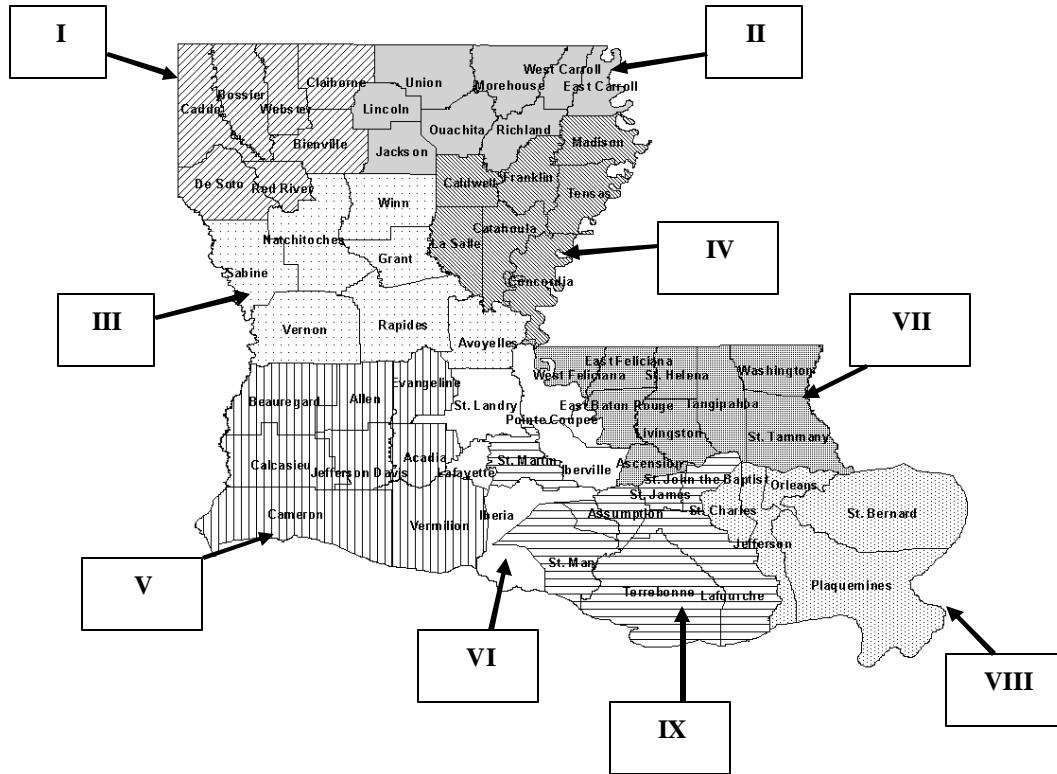 I
II
West Carroll
Claiborne
Union
Morehouse
East Carroll
Bossier
Caddo
Webster
Lincoln
Ouachita
Richland
Madison
Bienville
Jackson
Franklin
De Soto
Red River
Caldwell
Tensas
Winn
Natchitoches
Catahoula
La Salle
IV
Grant
Sabine
Concordia
III
Vernon
Rapides
VII
Avoyelles
East Feliciana
West Feliciana
St. Helena
Washington
Evangeline
Beauregard
Allen
St. Landry
East Baton Rouge
Tangipahoa
Pointe Coupee
Livingston
St. Tammany
Acadia
Calcasieu
Jefferson Davis
Lafayette
St. Martin
Iberville
Ascension
St. John the Baptist
Orleans
St. James
Cameron
Vermilion
Iberia
Assumption
St. Charles
St. Bernard
Jefferson
V
St. Mary
Terrebonne
Lafourche
Plaquemines
VI
VIII
IX